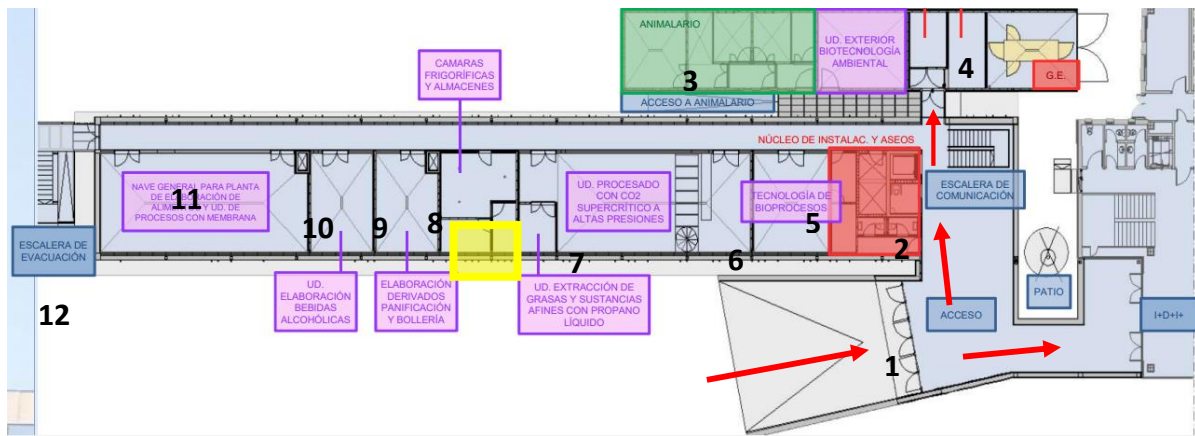 ANIMALARIO
UD. EXTERIOR
BIOTECNOLOGÍA
AMBIENTAL
3
4
G.E.
CAMARAS
FRIGORÍFICAS
Y ALMACENES
ACCESO A ANIMALARIO
NÚCLEO DE INSTALAC. Y ASEOS
NAVE GENERAL PARA PLANTA
DE ELABORACIÓN DE
ALIMENTOS Y UD. DE
PROCESOS CON MEMBRANA
11
UD. PROCESADO
CON CO2
SUPERCRÍTICO A
ALTAS PRESIONES
TECNOLOGÍA DE
BIOPROCESOS
ESCALERA DE
COMUNICACIÓN
10
9
8
7
6
5
2
ESCALERA DE
EVACUACIÓN
UD.
ELABORACIÓN
BEBIDAS
ALCOHÓLICAS
ELABORACIÓN
DERIVADOS
PANIFICACIÓN
Y BOLLERÍA
UD. EXTRACCIÓN DE
GRASAS Y SUSTANCIAS
AFINES CON PROPANO
LÍQUIDO
PATIO
12
ACCESO
I+D+I+
1